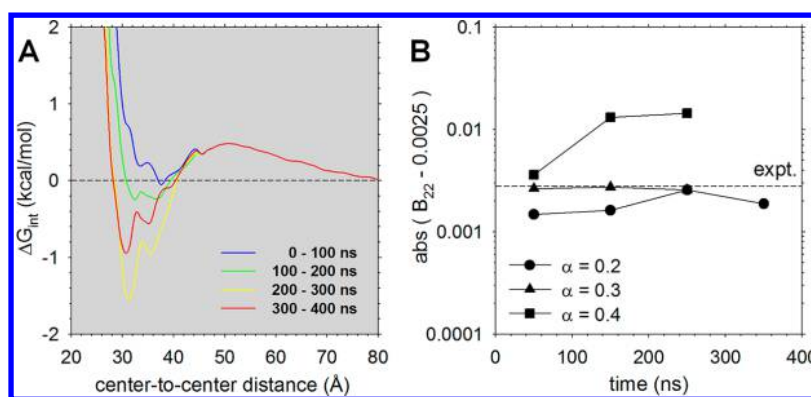 A
2
1
0
-1
-2
ΔGint (kcal/mol)
0 - 100 ns
100 - 200 ns
200 - 300 ns
300 - 400 ns
20 30 40 50 60 70 80
center-to-center distance (Å)
B
0.1
0.01
0.001
0.0001
abs ( B22 - 0.0025)
expt.
α = 0.2
α = 0.3
α = 0.4
0 100 200 300 400
time (ns)